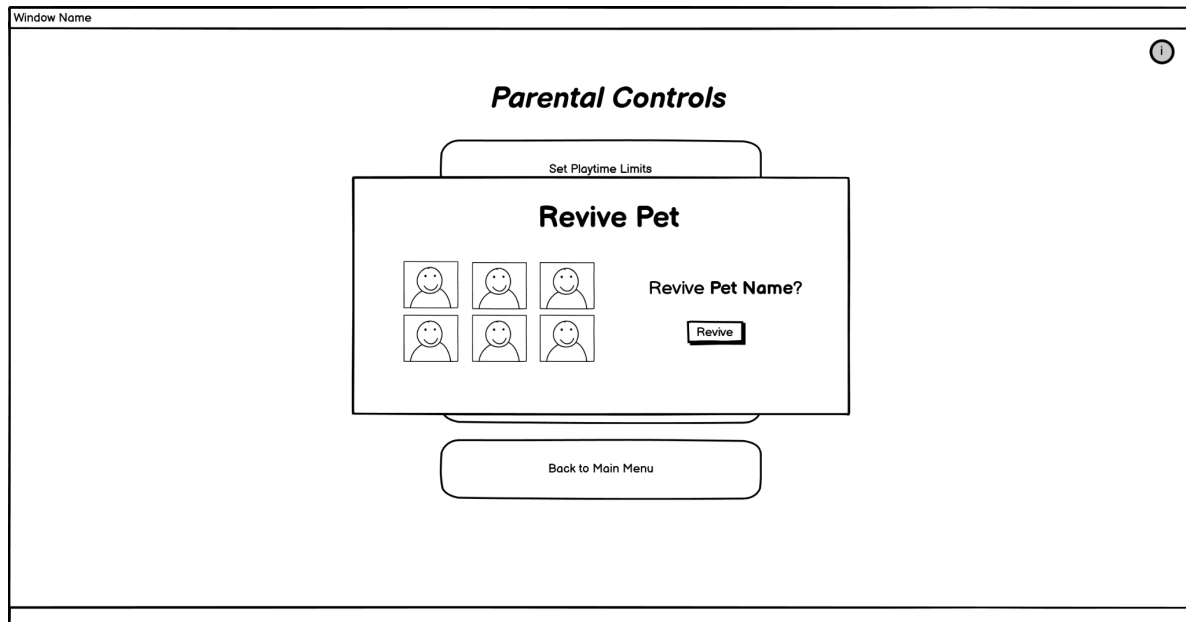 Window Name
i
Parental Controls
Set Playtime Limits
Revive Pet
Revive Pet Name?
Revive
Back to Main Menu